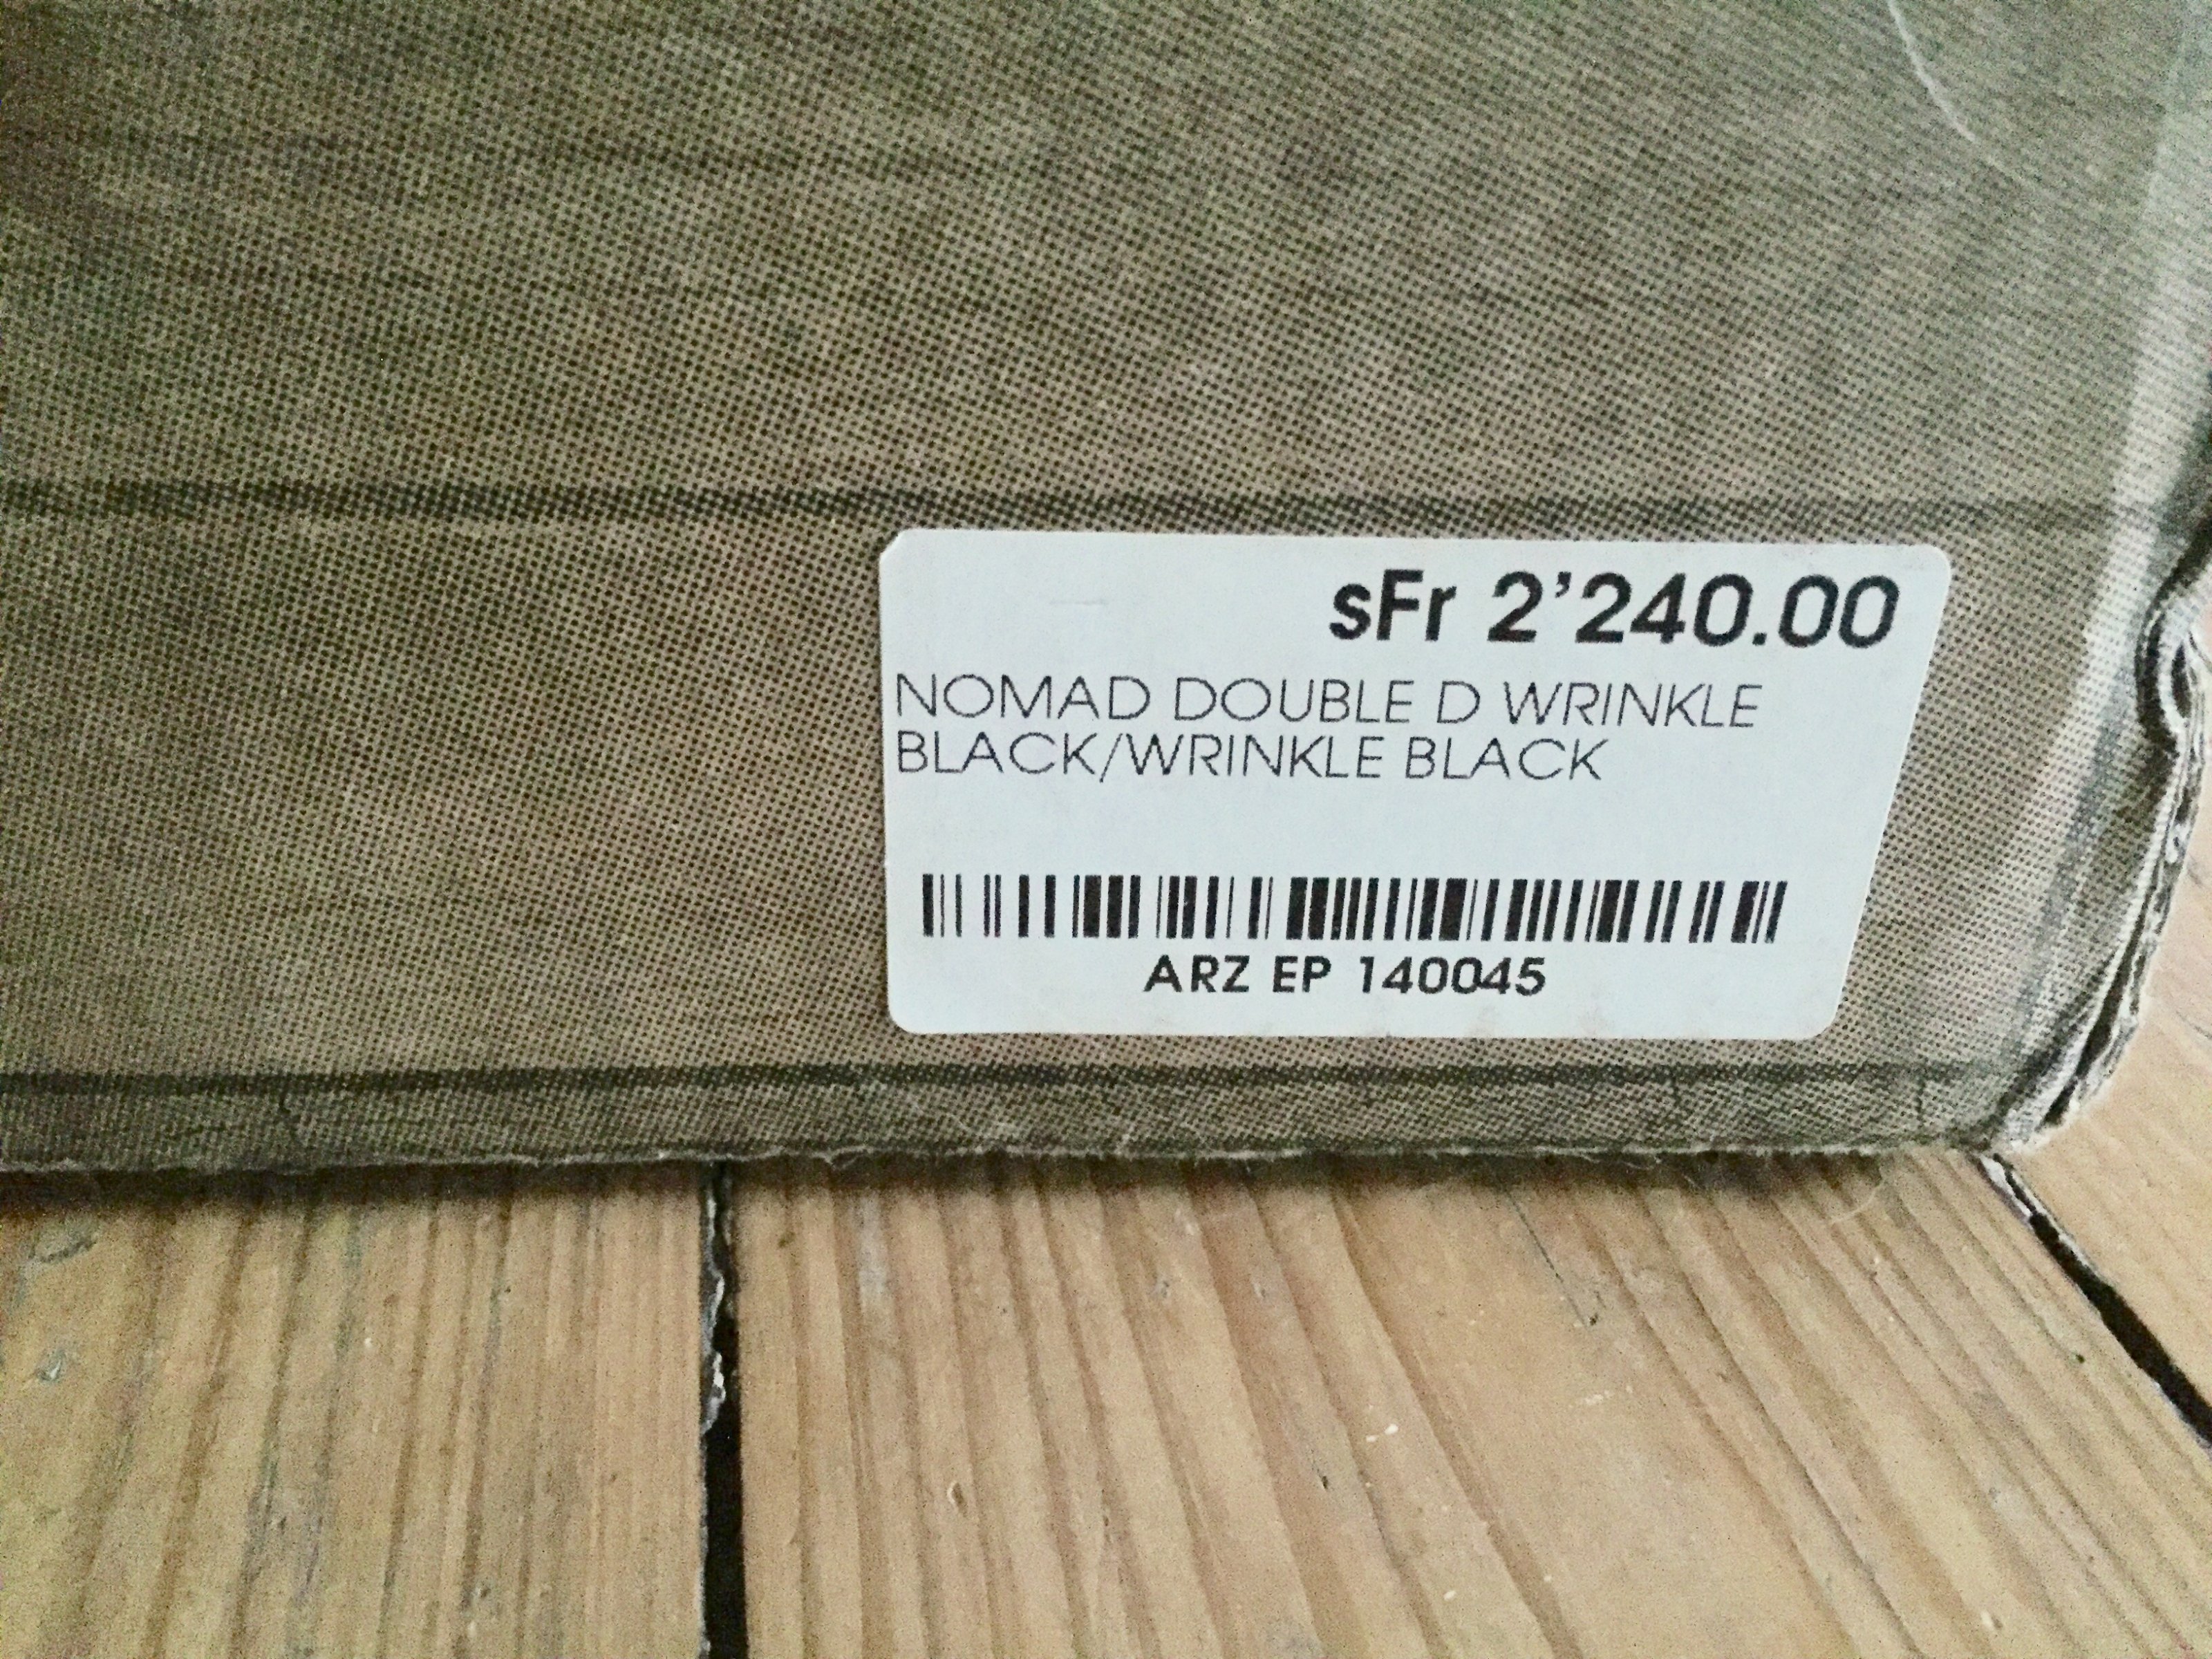 sFr 2’240.00
NOMAD DOUBLE D WRINKLE
BLACK/WRINKLE BLACK
ARZ EP 140045